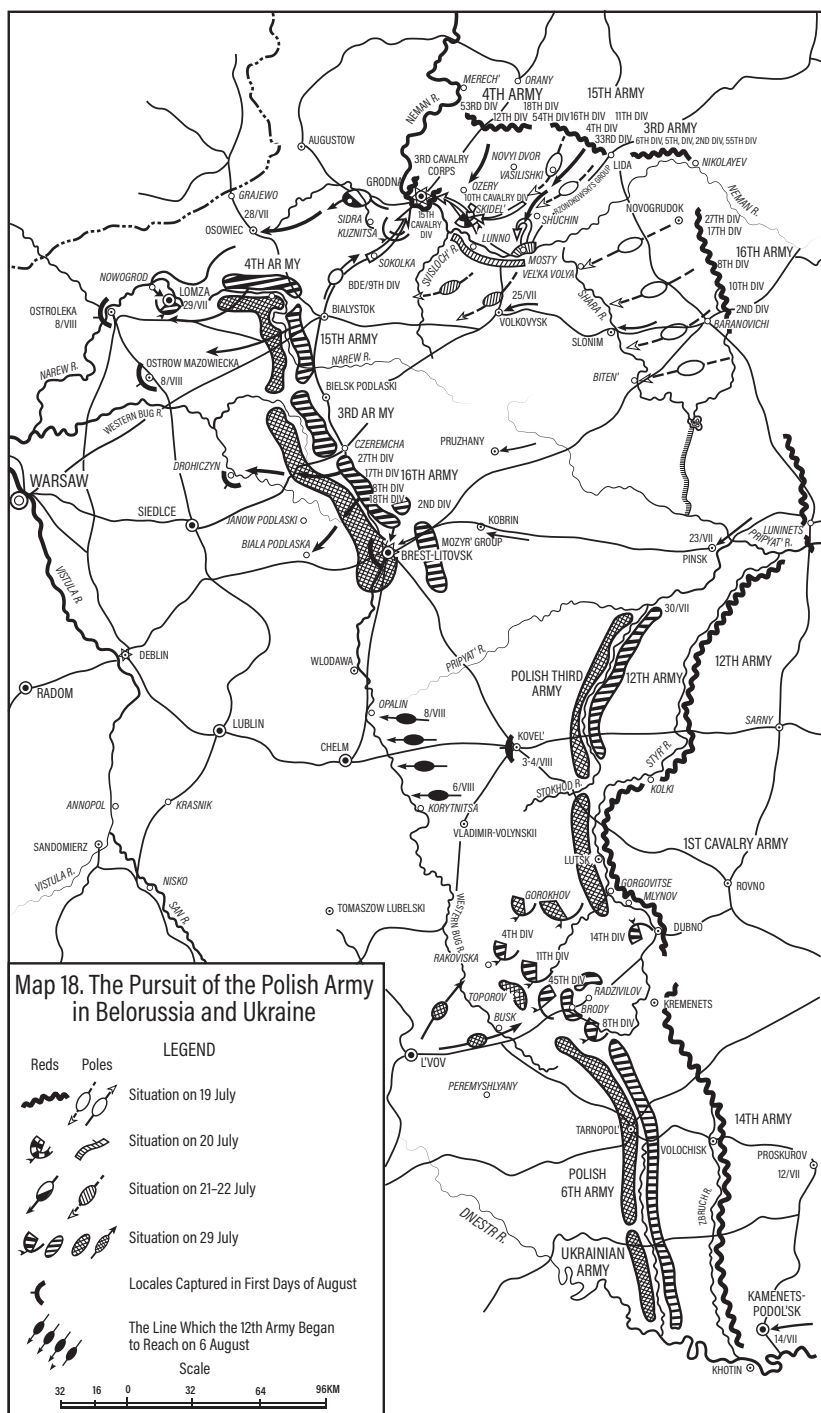 MERECH'
ORANY
4TH ARMY
15TH ARMY
53RD DIV
18TH DIV
12TH DIV
54TH DIV
16TH DIV
11TH DIV
4TH DIV
33RD DIV
3RD ARMY
6TH DIV, 5TH, DIV, 2ND DIV, 55TH DIV
NEMAN R.
AUGUSTOW
3RD CAVALRY
CORPS
NOVYI DVOR
VASILISHKI
LIDA
NIKOLAYEV
GRODNA
OZERY
10TH CAVALRY DIV
SKIDEL'
RZONDKOWSKI'S GROUP
GRAJEWO
28/VII
OSOWIEC
SIDRA
KUZNITSA
15TH
CAVALRY
DIV
SHUCHIN
NEMAN R.
NOVOGRUDOK
27TH DIV
17TH DIV
LUNNO
MOSTY
SVISLOCH' R.
SOKOLKA
VEL'KA VOLYA
16TH ARMY
8TH DIV
4TH AR MY
NOWOGROD
LOMZA
29/VII
BDE/9TH DIV
SHARA R.
10TH DIV
OSTROLEKA
8/VIII
BIALYSTOK
25/VII
VOLKOVYSK
2ND DIV
BARANOVICHI
15TH ARMY
SLONIM
NAREW R.
OSTROW MAZOWIECKA
8/VIII
NAREW R.
BIELSK PODLASKI
BITEN'
WESTERN BUG R.
3RD AR MY
CZEREMCHA
PRUZHANY
27TH DIV
17TH DIV
16TH ARMY
8TH DIV
18TH DIV
2ND DIV
DROHICZYN
WARSAW
SIEDLCE
JANOW PODLASKI
KOBRIN
LUNINETS
PRIPYAT' R.
BIALA PODLASKA
MOZYR' GROUP
BREST-LITOVSK
23/VII
PINSK
VISTULA R.
30/VII
DEBLIN
WLODAWA
PRIPYAT' R.
POLISH THIRD
ARMY
12TH ARMY
12TH ARMY
RADOM
OPALIN
8/VIII
LUBLIN
KOVEL'
SARNY
CHELM
3-4/VIII
STYR' R.
6/VIII
STOKHOD R.
KOLKI
ANNOPOL
KRASNIK
KORYTNITSA
VLADIMIR-VOLYNSKII
SANDOMIERZ
1ST CAVALRY ARMY
LUTSK
VISTULA R.
NISKO
SAN R.
GORGOVITSE
MLYNOV
ROVNO
TOMASZOW LUBELSKI
WESTERN BUG R.
GOROKHOV
4TH DIV
14TH DIV
DUBNO
RAKOVISKA
11TH DIV
45TH DIV
TOPOROV
RADZIVILOV
BRODY
KREMENETS
BUSK
8TH DIV
L'VOV
PEREMYSHLYANY
14TH ARMY
TARNOPOL'
VOLOCHISK
PROSKUROV
12/VII
POLISH
6TH ARMY
ZBRUCH R.
DNESTR R.
UKRAINIAN
ARMY
KAMENETS-
PODOL'SK
14/VII
KHOTIN
Map 18. The Pursuit of the Polish Army
in Belorussia and Ukraine
LEGEND
Reds Poles
Situation on 19 July
Situation on 20 July
Situation on 21–22 July
Situation on 29 July
Locales Captured in First Days of August
The Line Which the 12th Army Began
to Reach on 6 August
Scale
32 16 0 32 64 96KM